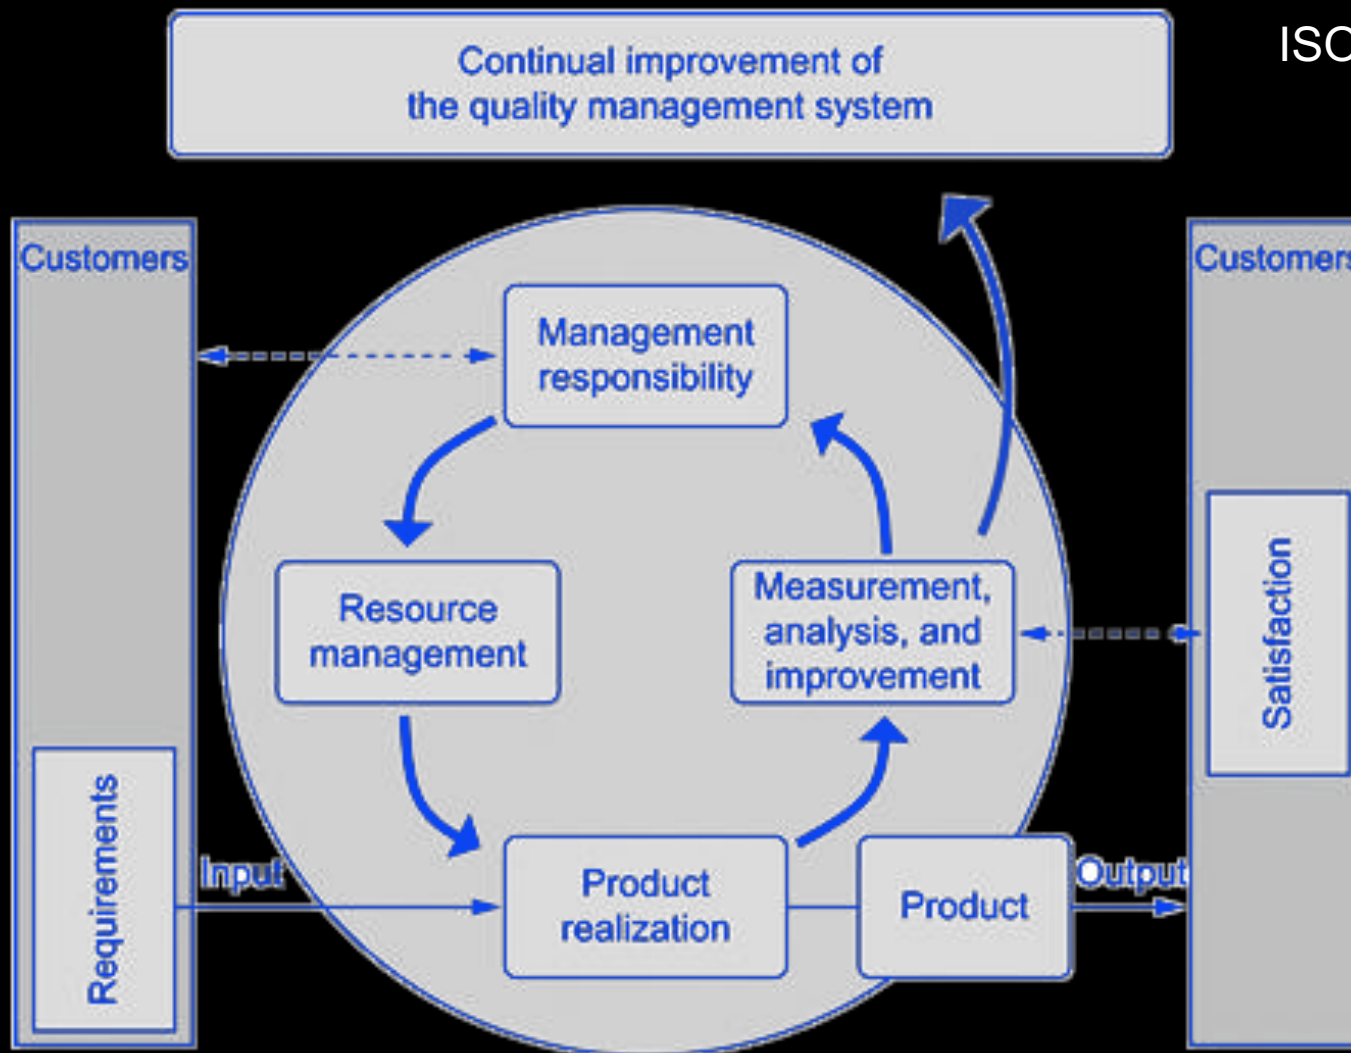 ISO
Continual improvement of
the quality management system
Customers
Customers
Management
responsibility
Resource
management
Measurement,
analysis, and
improvement
Satisfaction
Requirements
Input
Product
realization
Product
Output